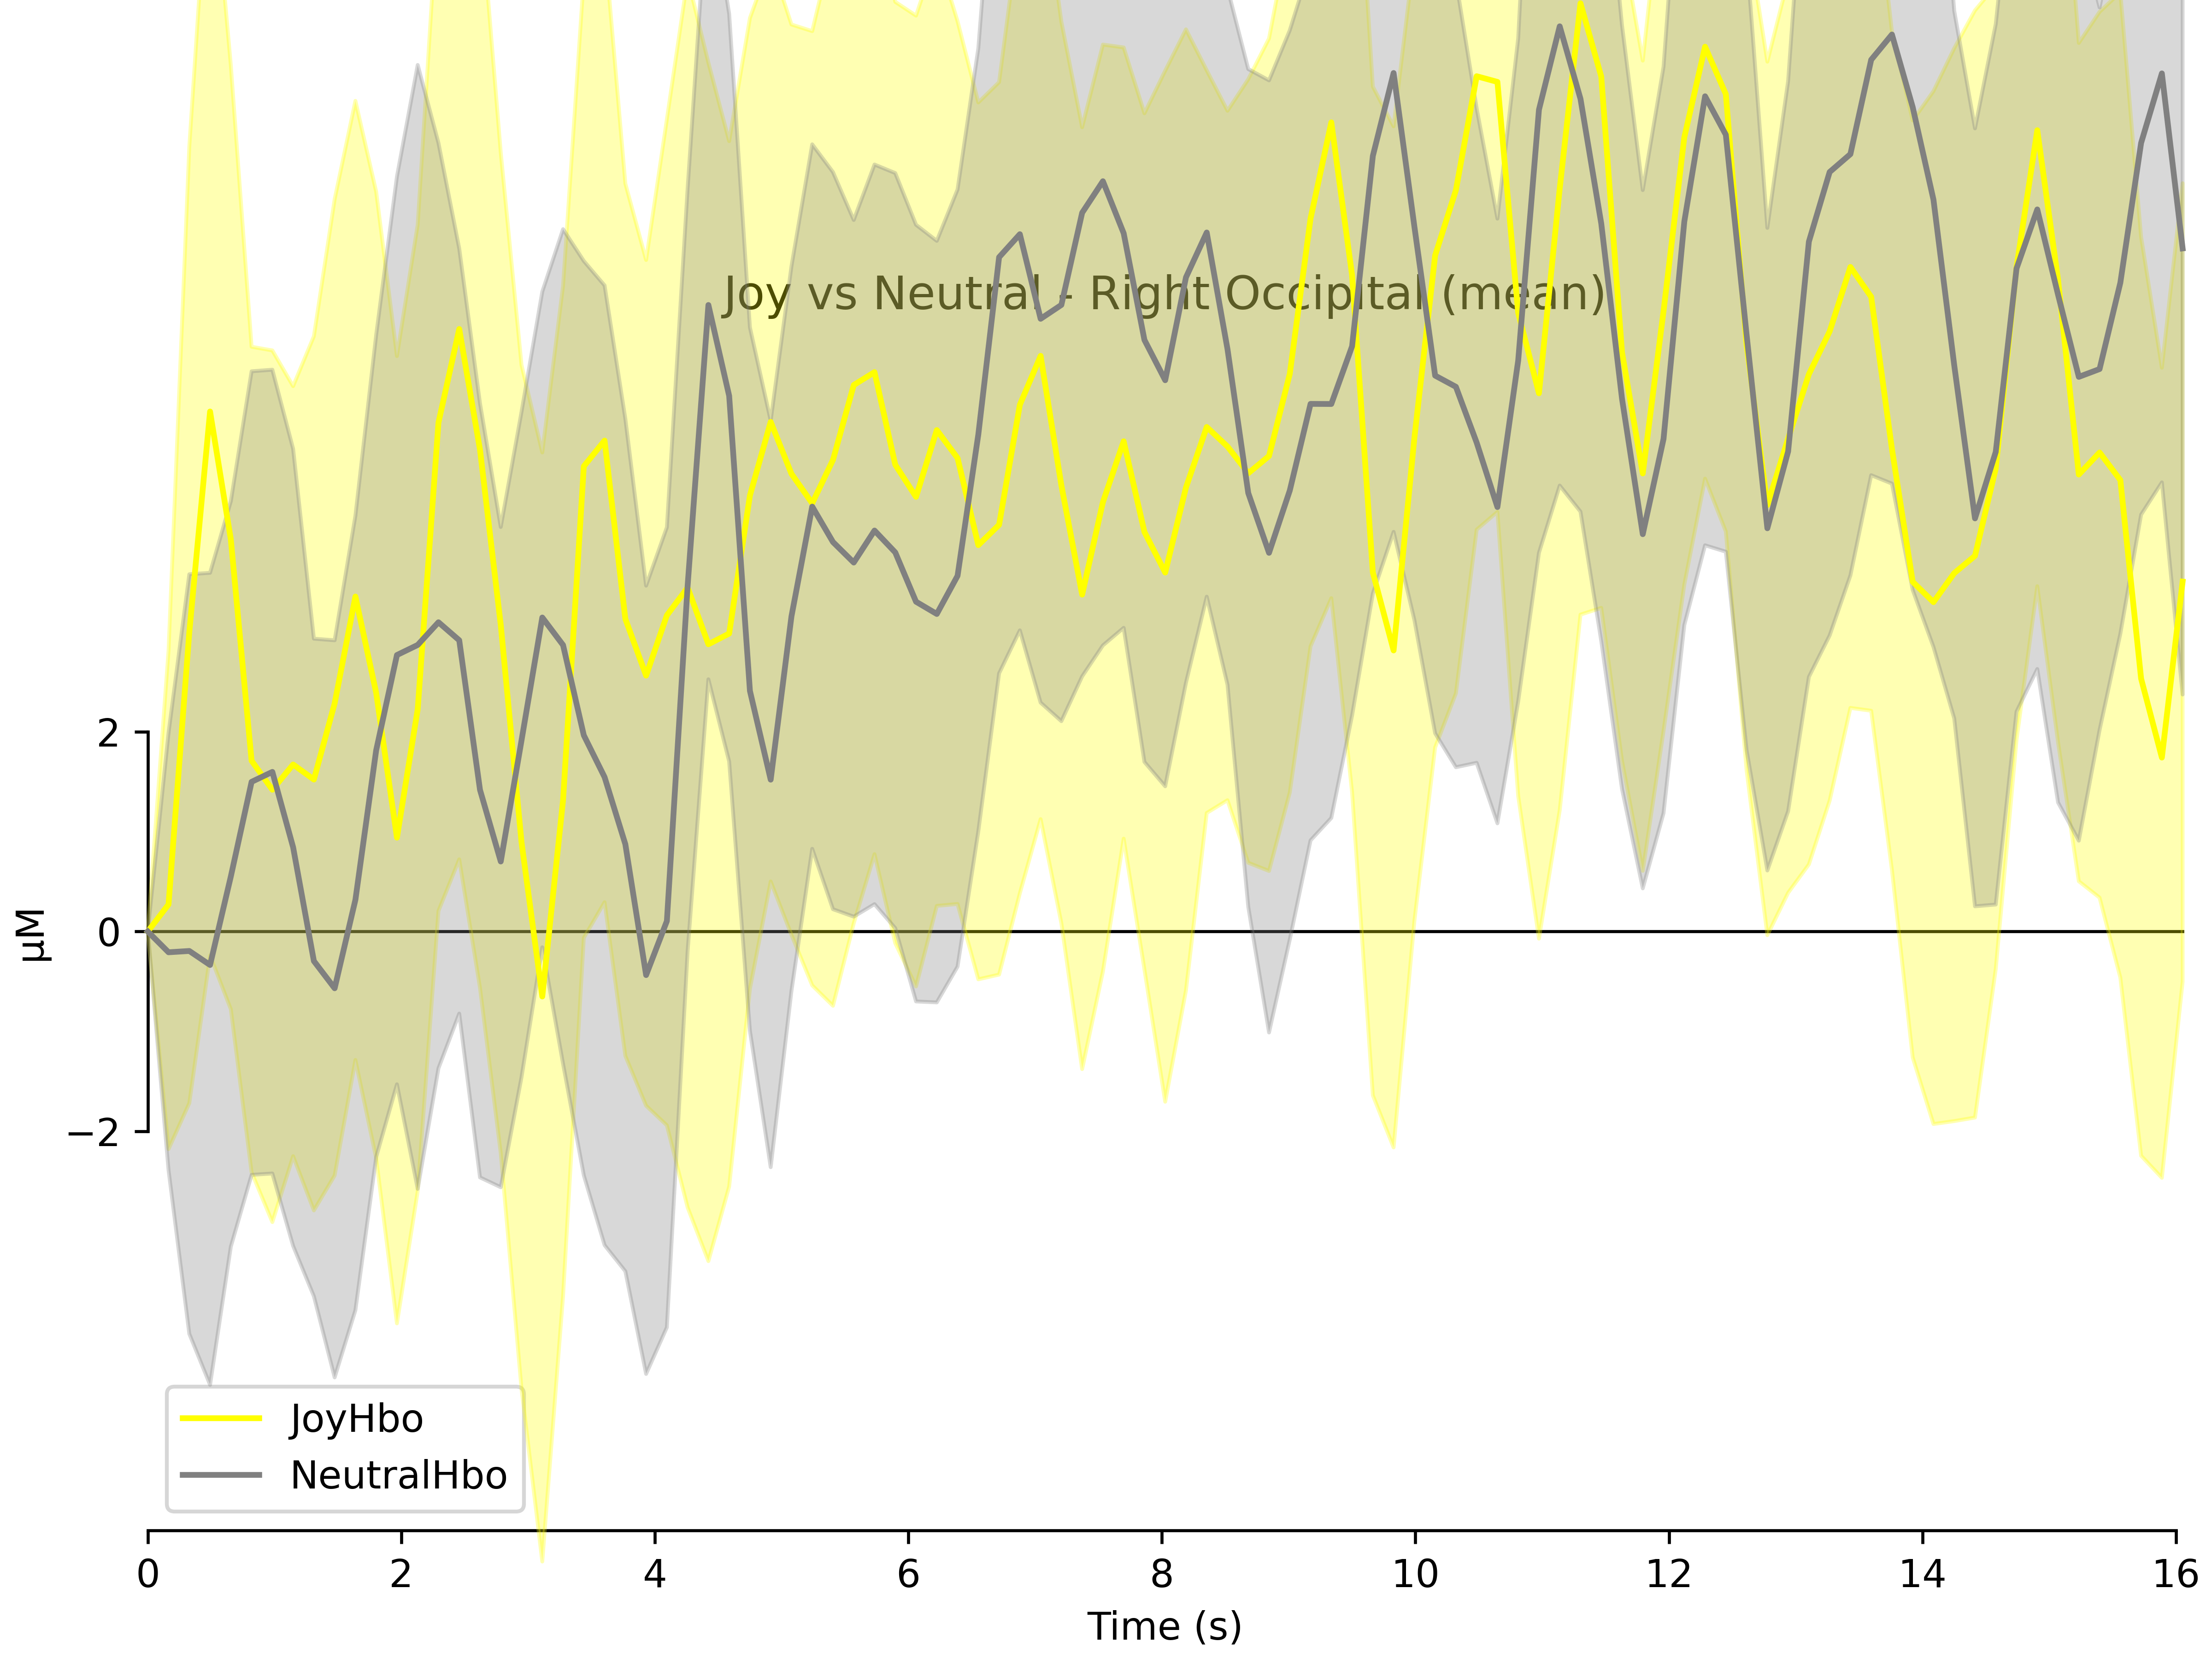 Joy vs Neutral - Right Occipital (mean)
2
0
−2
µM
JoyHbo
NeutralHbo
0 2 4 6 8 10 12 14 16
Time (s)